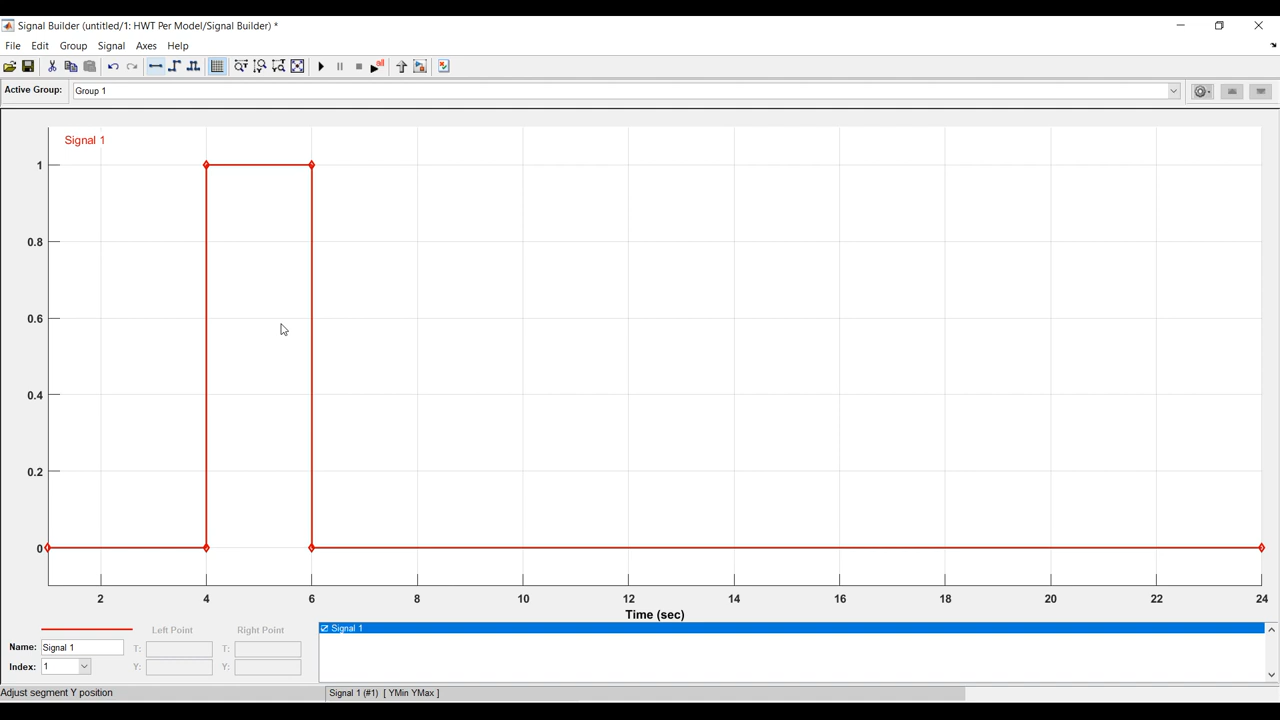 Signal Builder (untitled/1: HWT Per Model/Signal Builder) *
File Edit Group Signal Axes Help
all
Active Group: Group 1
Signal 1
1
0.8
0.6
0.4
0.2
0
2 4 6 8 10 12 14 16 18 20 22 24
Time (sec)
Left Point Right Point
Name: Signal 1 T: T:
Index: 1 Y: Y:
Signal 1
Adjust segment Y position Signal 1 (#1) [ YMin YMax ]